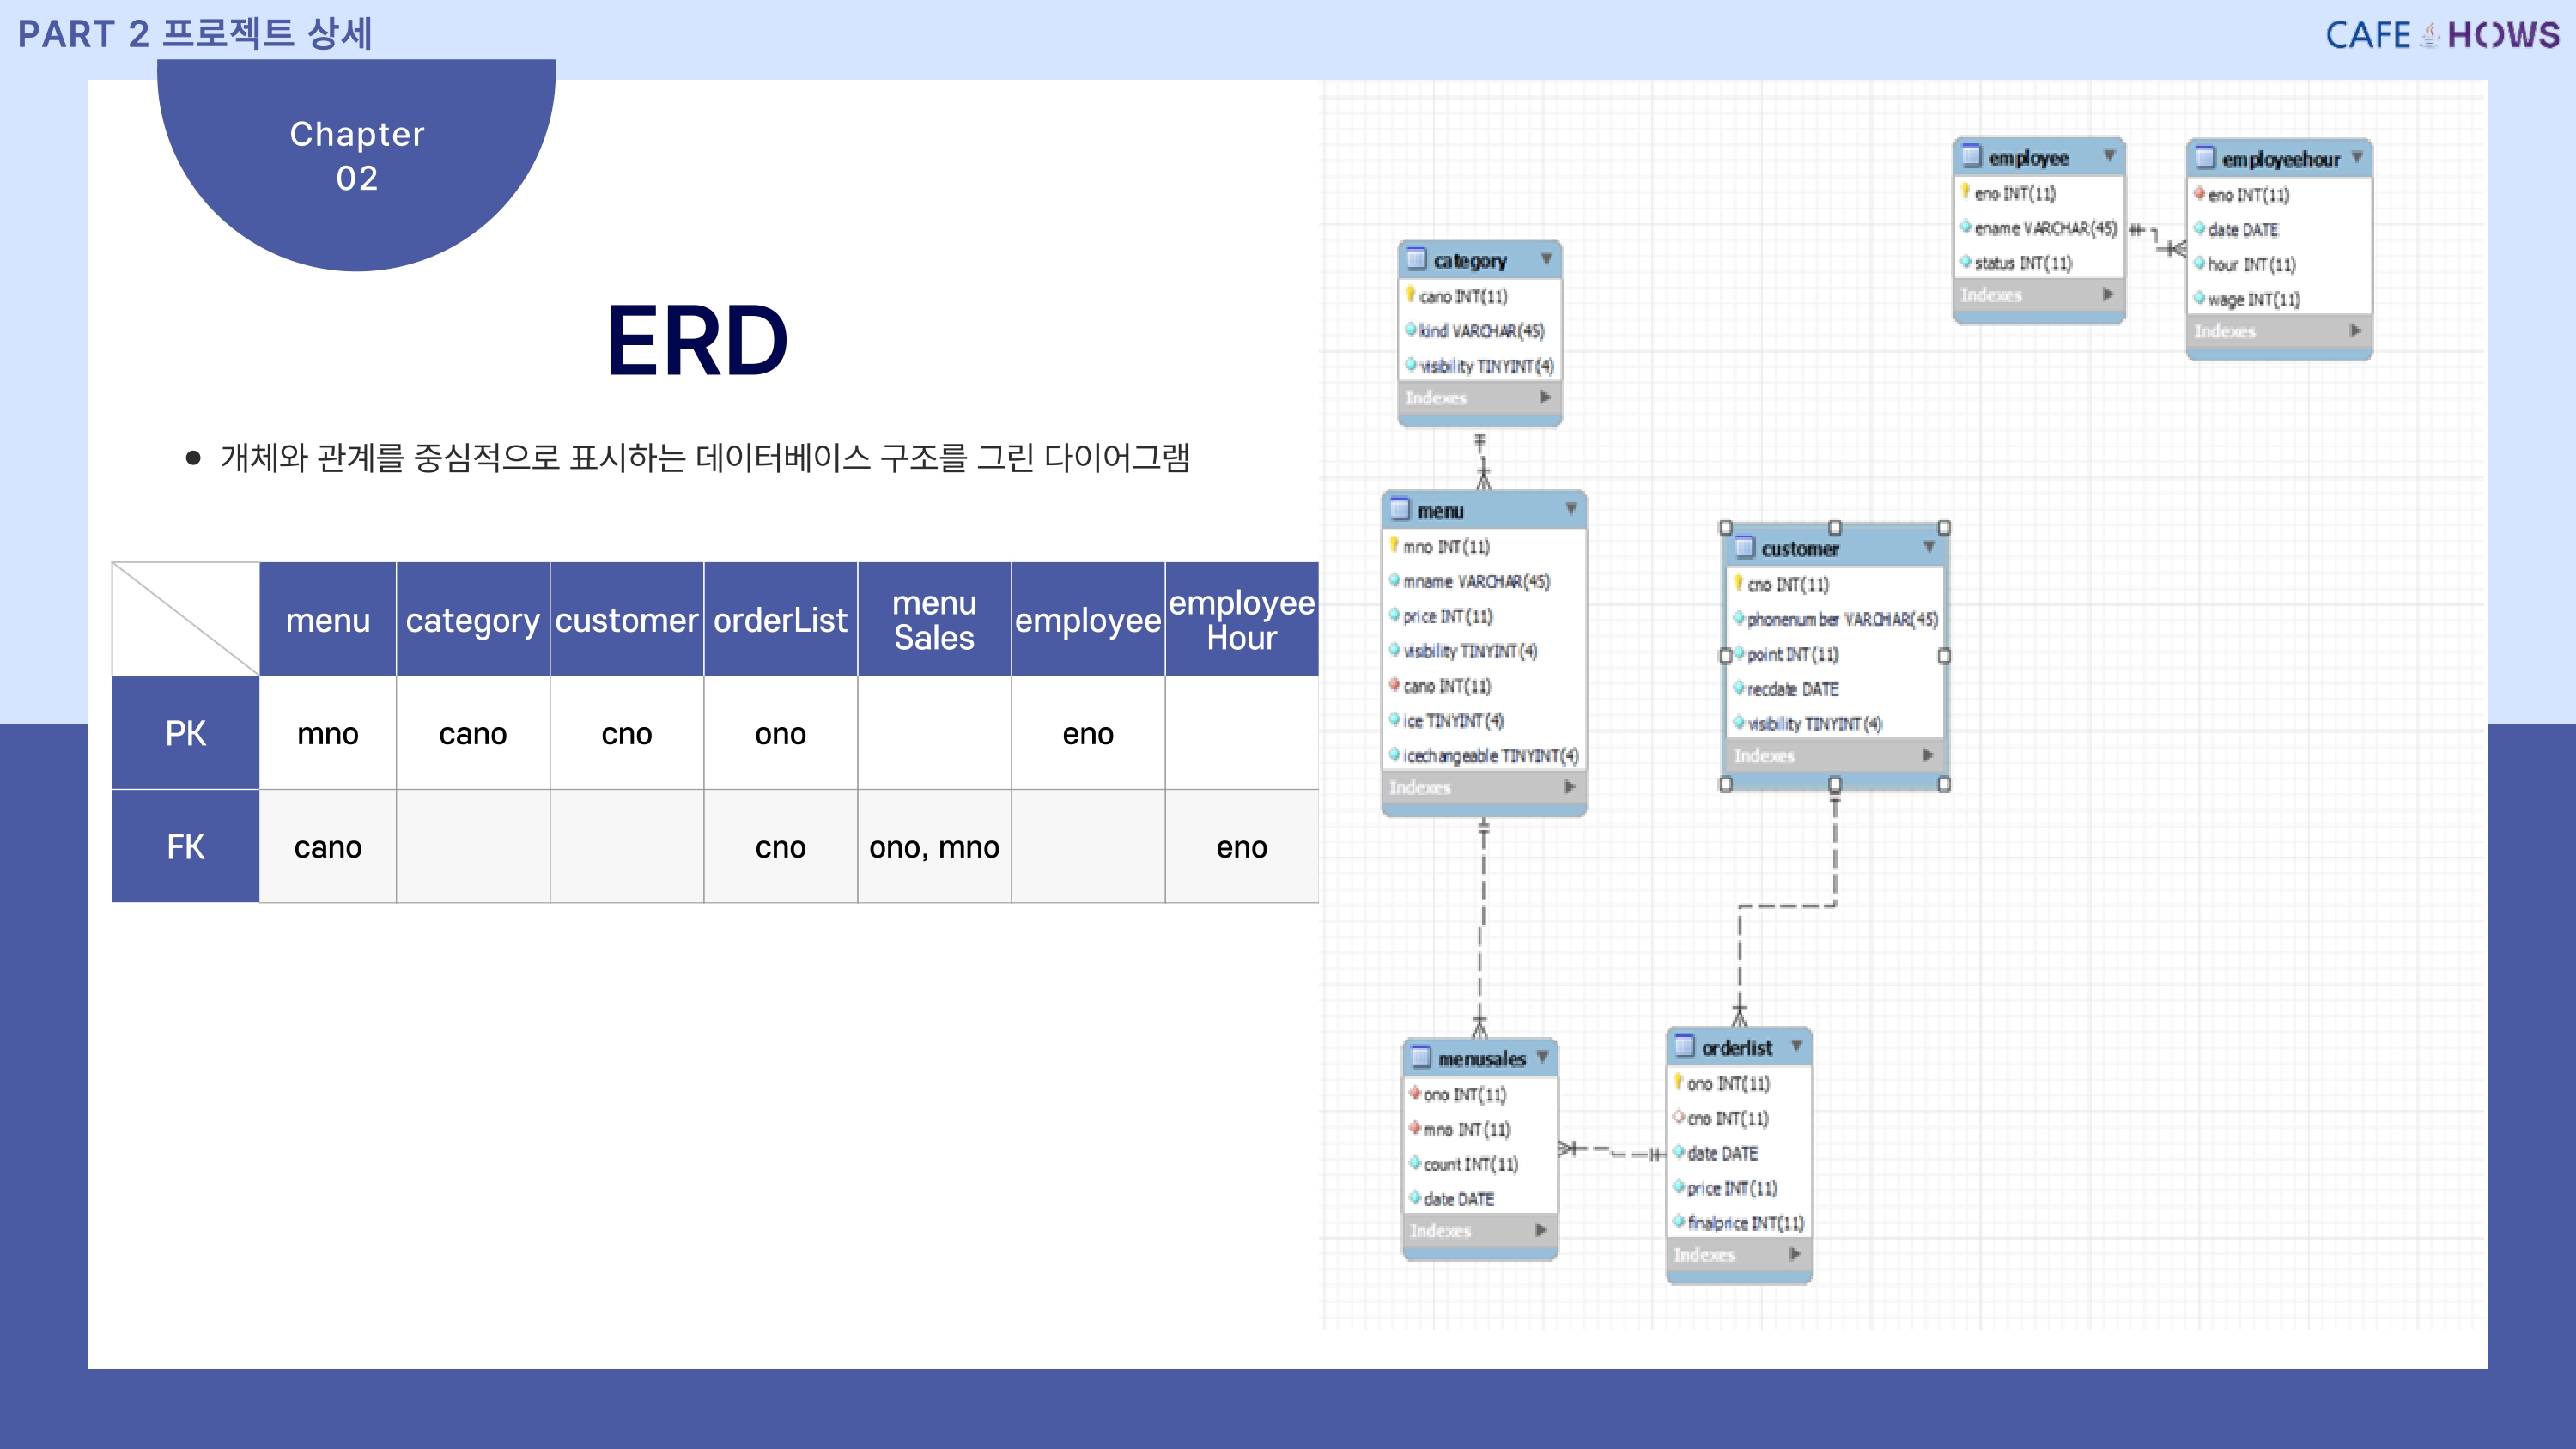 PART 2 프로젝트 상세
CAFE HOWS
Chapter
02
ERD
• 개체와 관계를 중심적으로 표시하는 데이터베이스 구조를 그린 다이어그램
menu category customer orderList menu Sales employee employee Hour
PK mno cano cno ono eno
FK cano cno ono, mno eno
employee
eno INT(11)
ename VARCHAR(45)
status INT(11)
Indexes
employeehour
eno INT(11)
date DATE
hour INT(11)
wage INT(11)
Indexes
category
cano INT(11)
kind VARCHAR(45)
visibility TINYINT(4)
Indexes
menu
mno INT(11)
mname VARCHAR(45)
price INT(11)
visibility TINYINT(4)
cano INT(11)
ice TINYINT(4)
icechangeable TINYINT(4)
Indexes
customer
cno INT(11)
phonenumber VARCHAR(45)
point INT(11)
recdate DATE
visibility TINYINT(4)
Indexes
menusales
ono INT(11)
mno INT(11)
count INT(11)
date DATE
Indexes
orderlist
ono INT(11)
cno INT(11)
date DATE
price INT(11)
finalprice INT(11)
Indexes